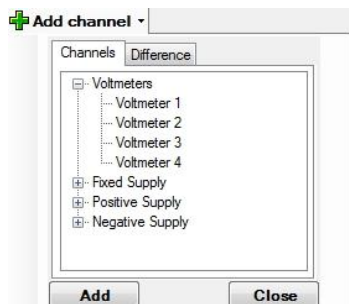 Add channel
Channels Difference
Voltmeters
Voltmeter 1
Voltmeter 2
Voltmeter 3
Voltmeter 4
Fixed Supply
Positive Supply
Negative Supply
Add Close